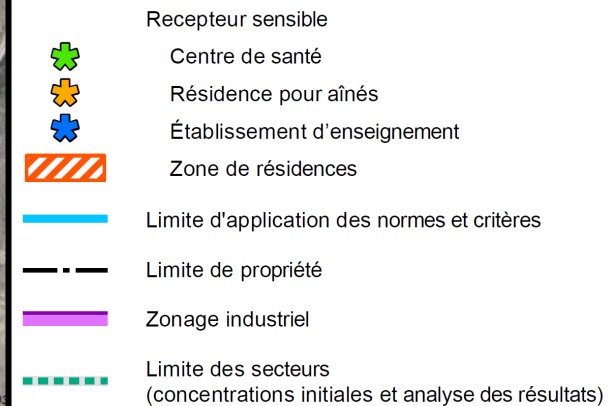 Recepteur sensible
Centre de santé
Résidence pour aînés
Établissement d'enseignement
Zone de résidences
Limite d'application des normes et critères
Limite de propriété
Zonage industriel
Limite des secteurs
(concentrations initiales et analyse des résultats)